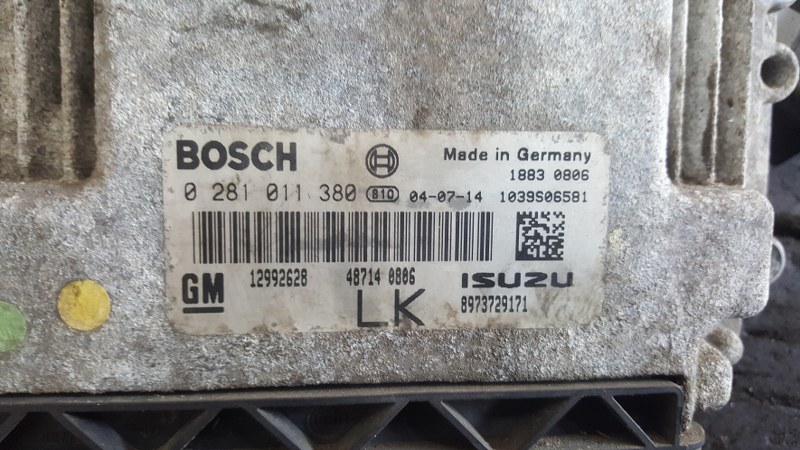 BOSCH Made in Germany
1883 0806
0 281 011 380 810 04-07-14 1039S06581
GM 12992628 48714 0806 ISUZU
LK 8973729171